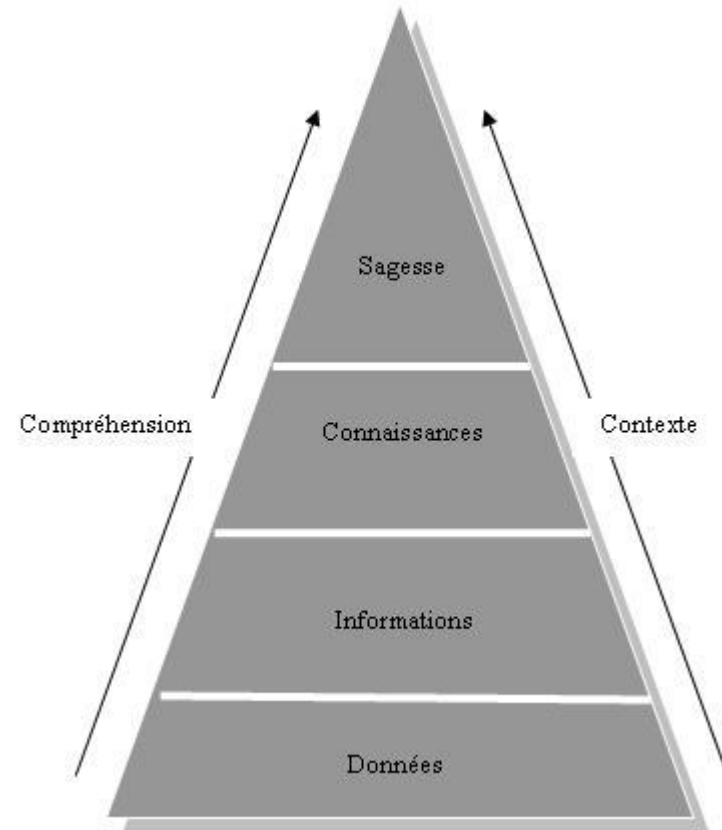 Sagesse
Compréhension
Connaissances
Contexte
Informations
Données